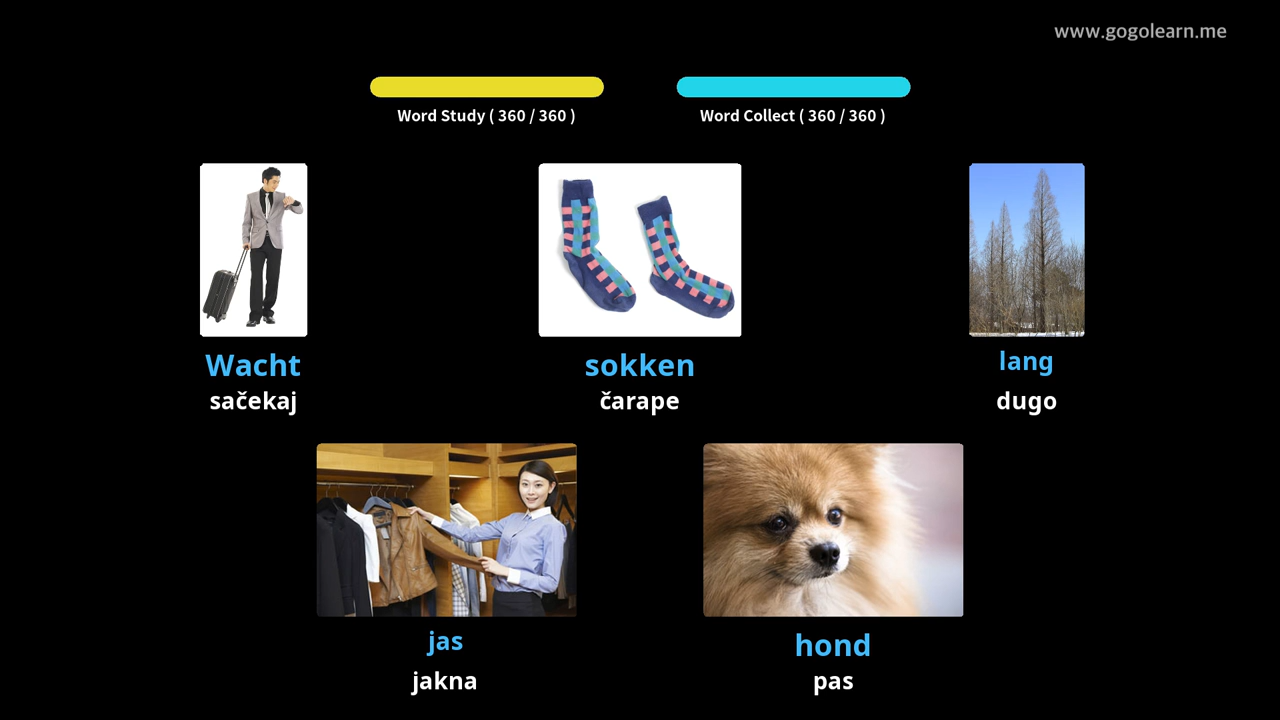 www.gogolearn.me
Word Study ( 360 / 360 )
Word Collect ( 360 / 360 )
Wacht
sačekaj
sokken
čarape
lang
dugo
jas
jakna
hond
pas